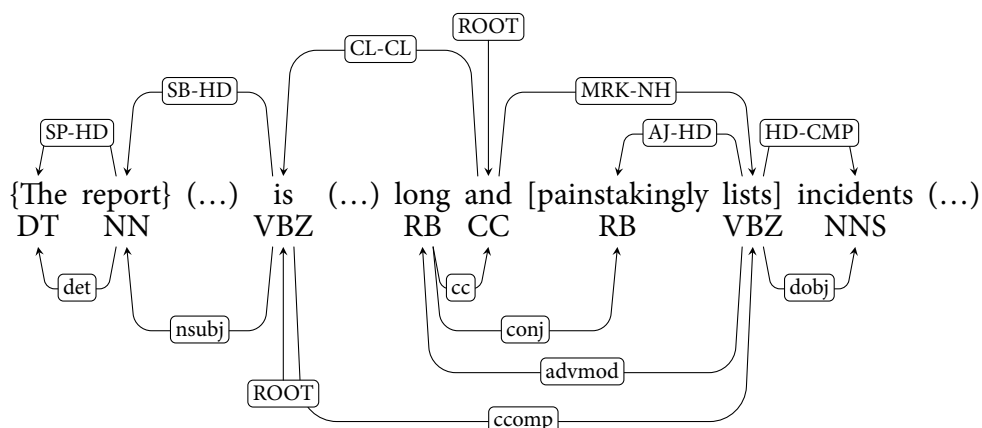 ROOT
CL-CL
SB-HD MRK-NH
SP-HD AJ-HD HD-CMP
{The report} (…) is (…) long and [painstakingly lists] incidents (…)
DT NN VBZ RB CC RB VBZ NNS
det cc dobj
nsubj conj
advmod
ROOT
ccomp